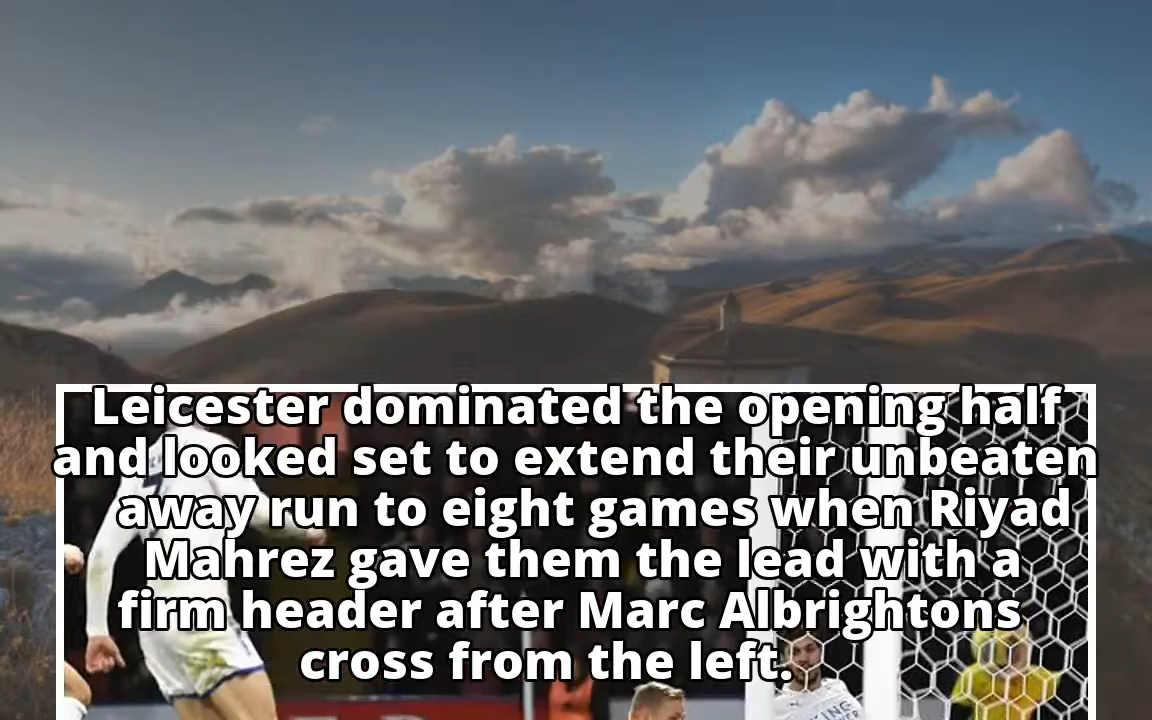 Leicester dominated the opening half
and looked set to extend their unbeaten
away run to eight games when Riyad
Mahrez gave them the lead with a
firm header after Marc Albrightons
cross from the left.
KING